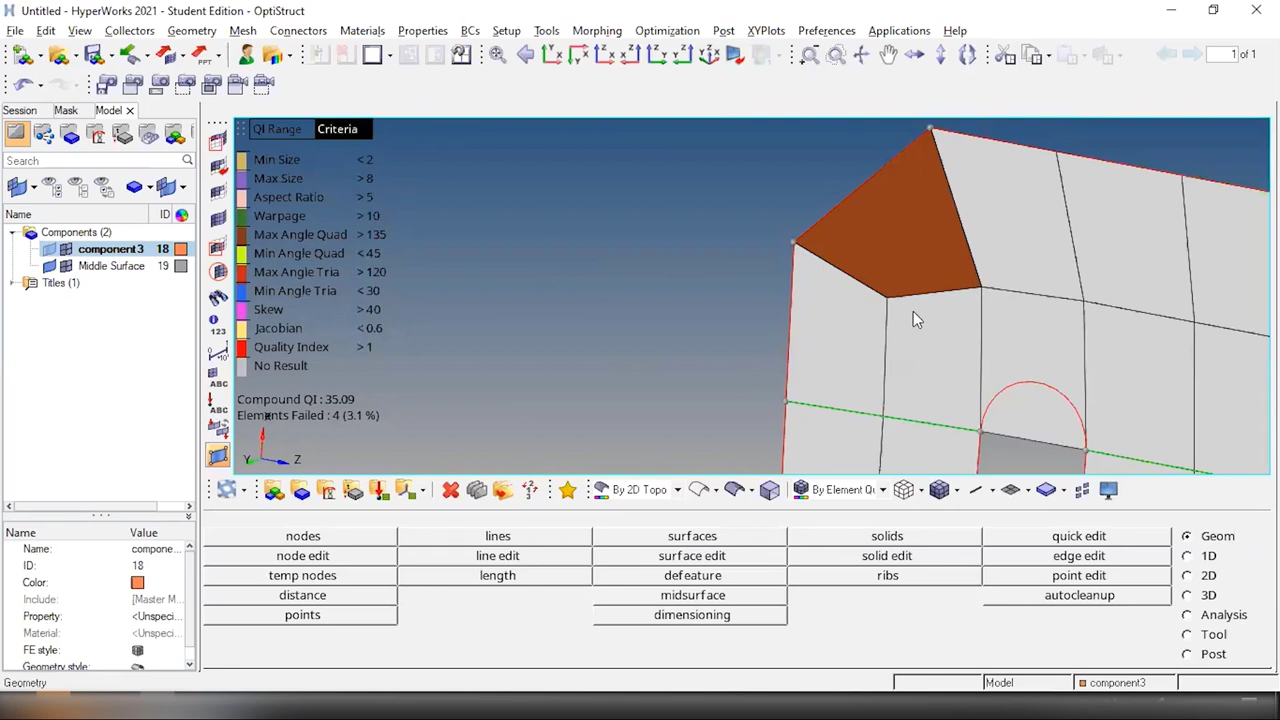 Untitled - HyperWorks 2021 - Student Edition - OptiStruct
File Edit View Collectors Geometry Mesh Connectors Materials Properties BCs Setup Tools Morphing Optimization Post XYPlots Preferences Applications Help
PPT
1 of 1
Session Mask Model
Search
Name ID
Components (2)
component3 18
Middle Surface 19
Titles (1)
123
ABC
ABC
QI Range Criteria
Min Size < 2
Max Size > 8
Aspect Ratio > 5
Warpage > 10
Max Angle Quad > 135
Min Angle Quad < 45
Max Angle Tria > 120
Min Angle Tria < 30
Skew > 40
Jacobian < 0.6
Quality Index > 1
No Result
Compound QI : 35.09
Elements Failed : 4 (3.1 %)
X
Y Z
By 2D Topo By Element Qu
Name Value
Name: compone...
ID: 18
Color:
Include: [Master M...
Property: <Unspeci...
Material: <Unspeci...
FE style:
Geometry style:
nodes lines surfaces solids quick edit Geom
node edit line edit surface edit solid edit edge edit 1D
temp nodes length defeature ribs point edit 2D
distance midsurface autocleanup 3D
points dimensioning Analysis
Tool
Post
Geometry Model component3